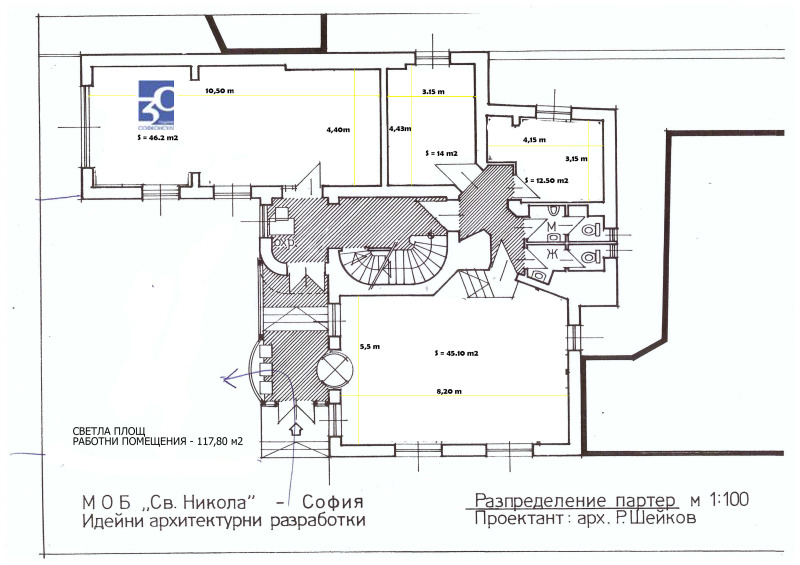 10,50 m
3.15 m
30
ГОДИНИ
СОФКОНСУЛТ
S = 46.2 m2
4,40m
4,43m
S = 14 m2
4,15 m
3,15 m
S = 12.50 m2
М
ОХР.
Ж
5,5 m
S = 45.10 m2
8,20 m
СВЕТЛА ПЛОЩ
РАБОТНИ ПОМЕЩЕНИЯ - 117,80 м2
М О Б „Св. Никола" - София
Идейни архитектурни разработки
Разпределение партер м 1:100
Проектант: арх. Р. Шейков